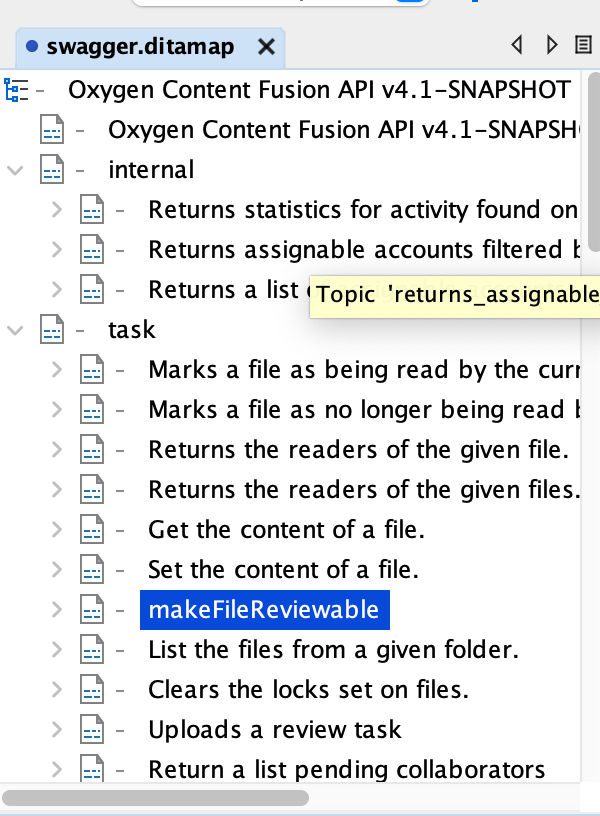 swagger.ditamap
Oxygen Content Fusion API v4.1-SNAPSHOT
Oxygen Content Fusion API v4.1-SNAPSH
internal
Returns statistics for activity found on
Returns assignable accounts filtered b
Returns a list
Topic 'returns_assignable
task
Marks a file as being read by the curr
Marks a file as no longer being read b
Returns the readers of the given file.
Returns the readers of the given files.
Get the content of a file.
Set the content of a file.
makeFileReviewable
List the files from a given folder.
Clears the locks set on files.
Uploads a review task
Return a list pending collaborators